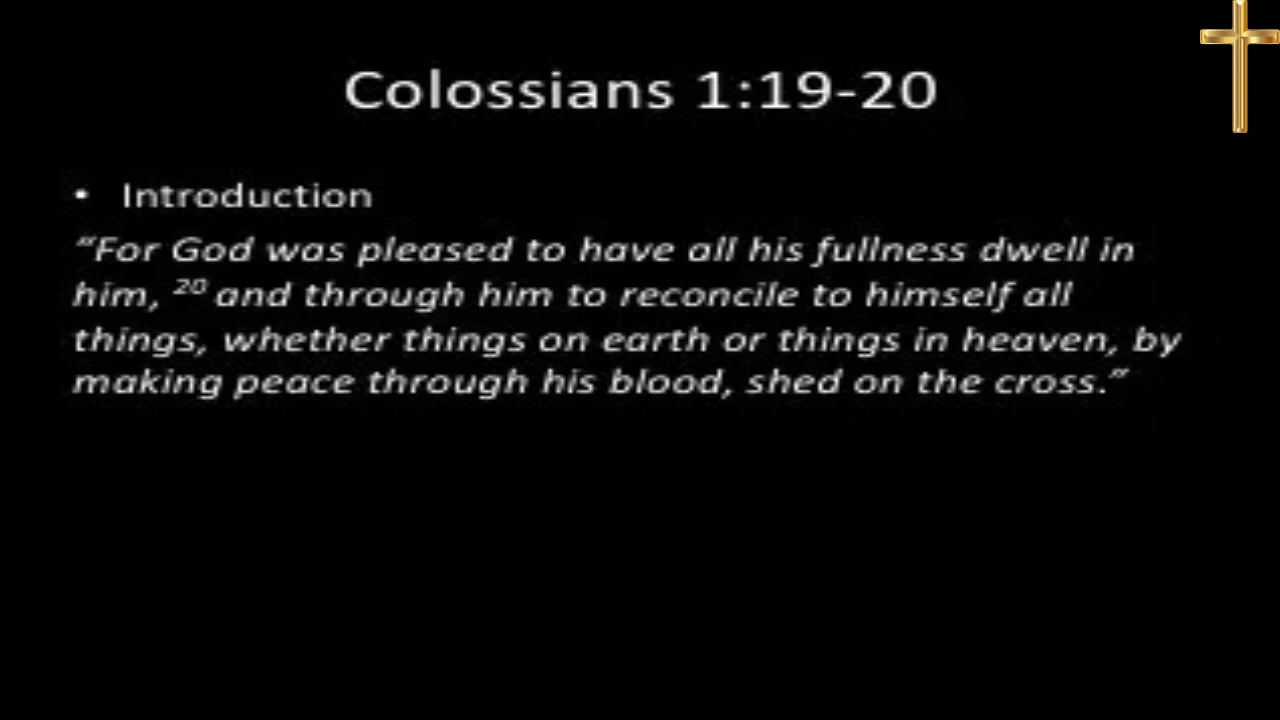 Colossians 1:19-20
• Introduction
“For God was pleased to have all his fullness dwell in
him, 20 and through him to reconcile to himself all
things, whether things on earth or things in heaven, by
making peace through his blood, shed on the cross.”